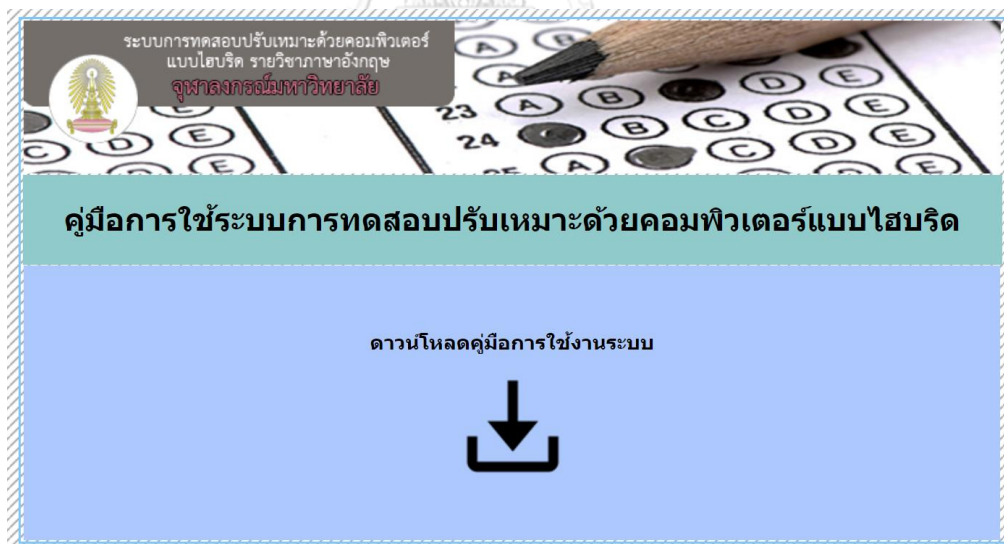 ระบบการทดสอบปรับเหมาะด้วยคอมพิวเตอร์
แบบไฮบริด รายวิชาภาษาอังกฤษ
จุฬาลงกรณ์มหาวิทยาลัย
A B
C D E
23 A B D E
24 B C D E
25 A C D E
D E
C E
คู่มือการใช้ระบบการทดสอบปรับเหมาะด้วยคอมพิวเตอร์แบบไฮบริด
ดาวน์โหลดคู่มือการใช้งานระบบ